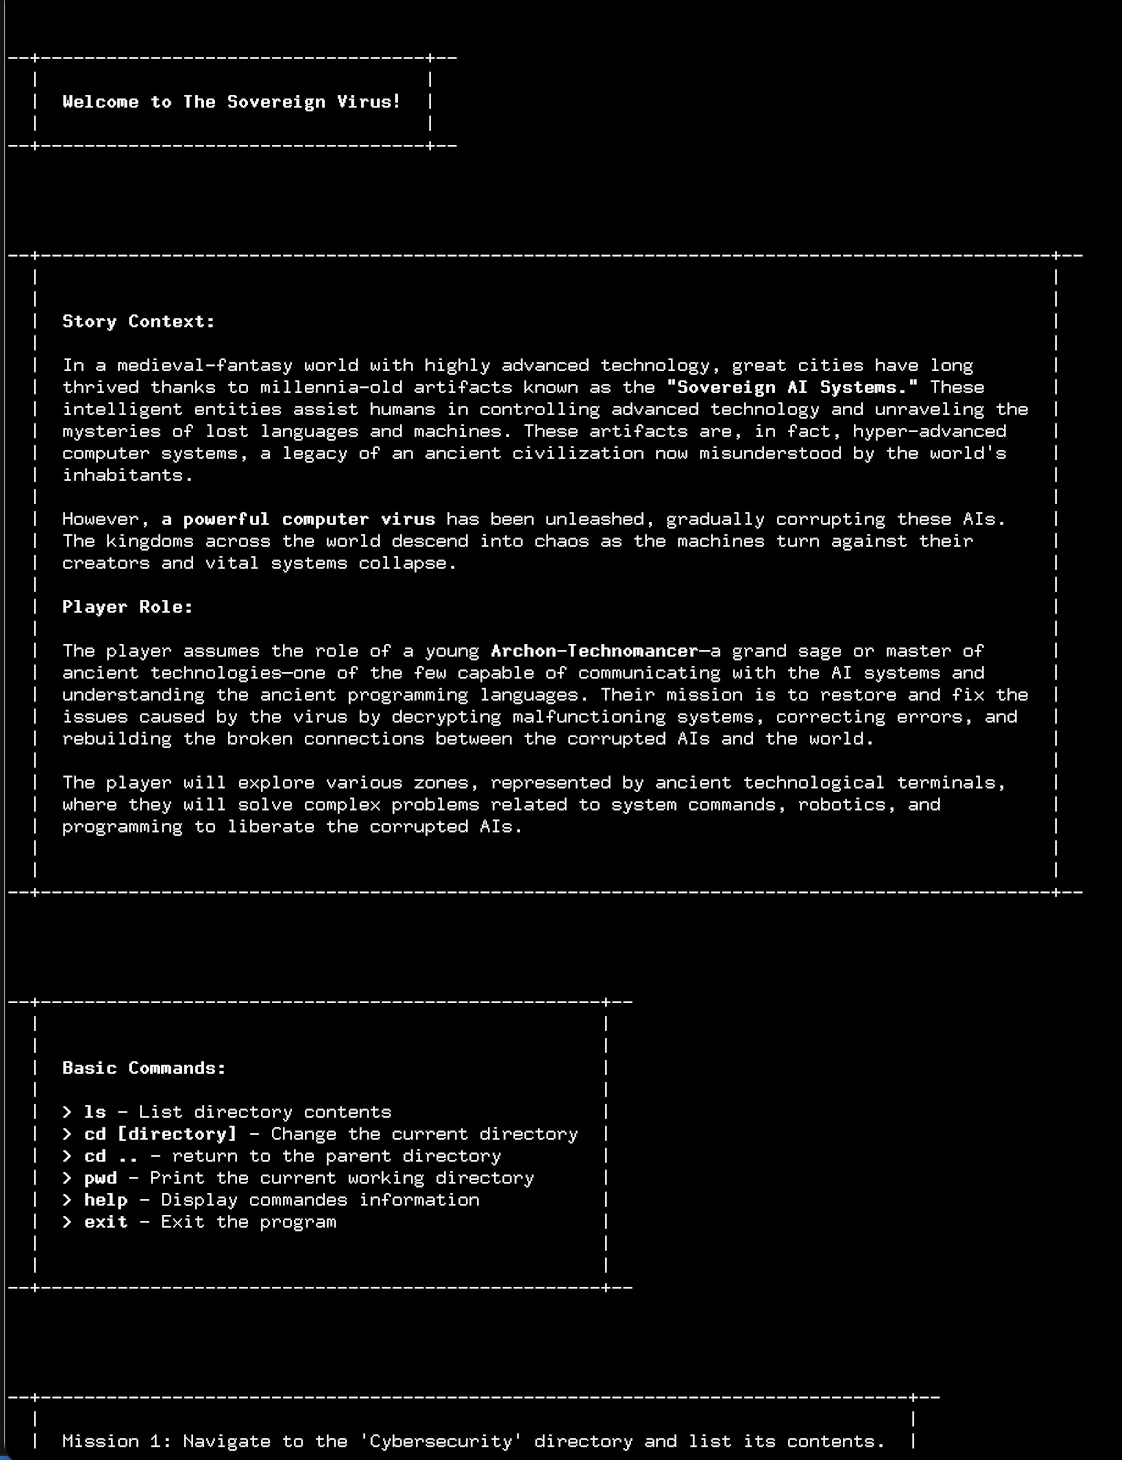 Welcome to The Sovereign Virus!
Story Context:
In a medieval-fantasy world with highly advanced technology, great cities have long
thrived thanks to millennia-old artifacts known as the "Sovereign AI Systems." These
intelligent entities assist humans in controlling advanced technology and unraveling the
mysteries of lost languages and machines. These artifacts are, in fact, hyper-advanced
computer systems, a legacy of an ancient civilization now misunderstood by the world's
inhabitants.
However, a powerful computer virus has been unleashed, gradually corrupting these AIs.
The kingdoms across the world descend into chaos as the machines turn against their
creators and vital systems collapse.
Player Role:
The player assumes the role of a young Archon-Technomancer—a grand sage or master of
ancient technologies—one of the few capable of communicating with the AI systems and
understanding the ancient programming languages. Their mission is to restore and fix the
issues caused by the virus by decrypting malfunctioning systems, correcting errors, and
rebuilding the broken connections between the corrupted AIs and the world.
The player will explore various zones, represented by ancient technological terminals,
where they will solve complex problems related to system commands, robotics, and
programming to liberate the corrupted AIs.
Basic Commands:
> ls - List directory contents
> cd [directory] - Change the current directory
> cd .. - return to the parent directory
> pwd - Print the current working directory
> help - Display commandes information
> exit - Exit the program
Mission 1: Navigate to the 'Cybersecurity' directory and list its contents.